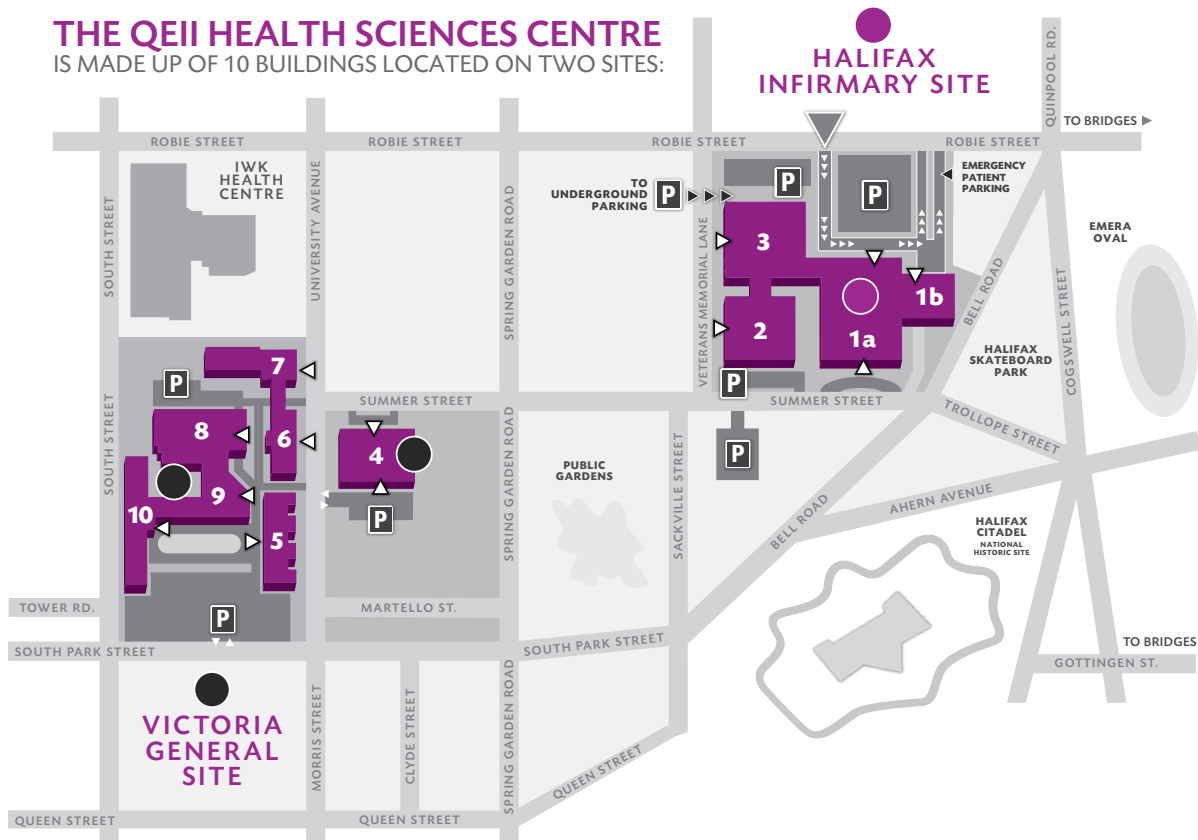 THE QEII HEALTH SCIENCES CENTRE
IS MADE UP OF 10 BUILDINGS LOCATED ON TWO SITES:
HALIFAX
INFIRMARY SITE
QUINPOOL RD.
TO BRIDGES
ROBIE STREET
ROBIE STREET
ROBIE STREET
ROBIE STREET
IWK
HEALTH
CENTRE
SOUTH STREET
UNIVERSITY AVENUE
SPRING GARDEN ROAD
TO
UNDERGROUND
PARKING
P
P
P
EMERGENCY
PATIENT
PARKING
EMERA
OVAL
VETERANS MEMORIAL LANE
3
1b
2
1a
BELL ROAD
COGSWELL STREET
HALIFAX
SKATEBOARD
PARK
7
P
P
SUMMER STREET
SUMMER STREET
TROLLOPE STREET
SOUTH STREET
8
6
4
SPRING GARDEN ROAD
PUBLIC
GARDENS
SACKVILLE STREET
P
9
10
5
P
BELL ROAD
AHERN AVENUE
HALIFAX
CITADEL
NATIONAL
HISTORIC SITE
TOWER RD.
P
MARTELLO ST.
SOUTH PARK STREET
SOUTH PARK STREET
TO BRIDGES
GOTTINGEN ST.
VICTORIA
GENERAL
SITE
MORRIS STREET
CLYDE STREET
SPRING GARDEN ROAD
QUEEN STREET
QUEEN STREET
QUEEN STREET